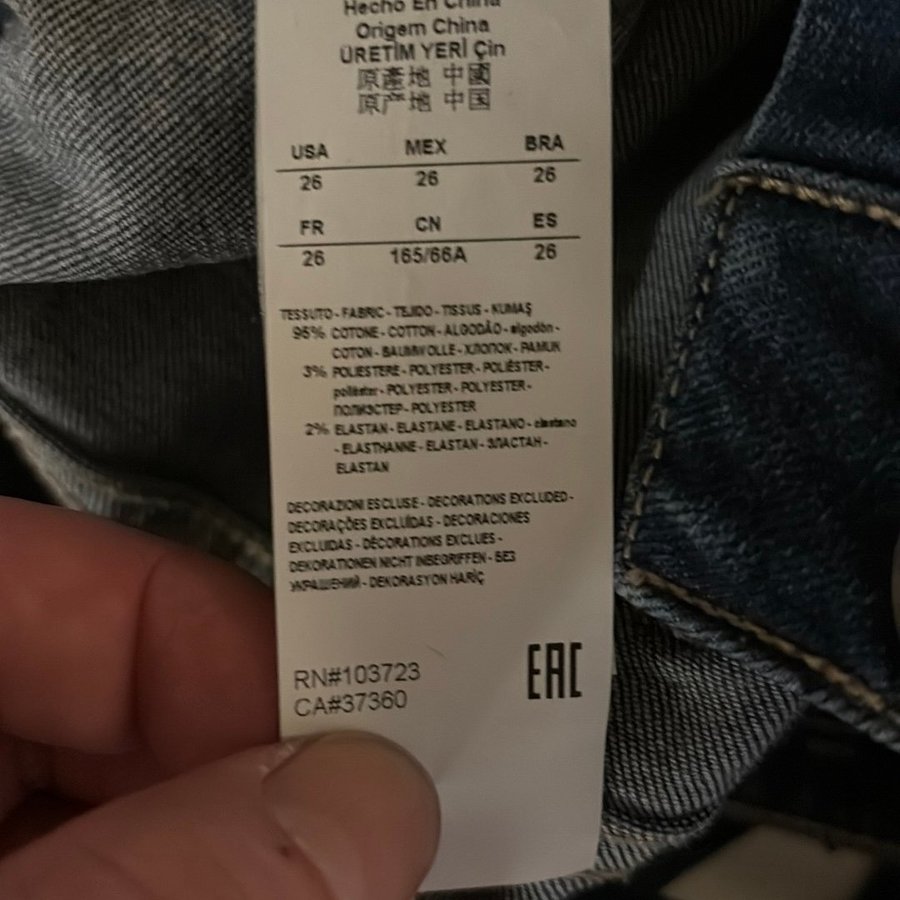 Hecho En China
Origem China
ÜRETİM YERİ Çin
原產地 中國
原产地 中国
USA MEX BRA
26 26 26
FR CN ES
26 165/66A 26
TESSUTO - FABRIC - TEJIDO - TISSUS - KUMAŞ
95% COTONE - COTTON - ALGODÃO - algodón -
COTON - BAUMWOLLE - ХЛОПОК - PAMUK
3% POLIESTERE - POLYESTER - POLIÉSTER -
poliéster - POLYESTER - POLYESTER -
ПОЛИЭСТЕР - POLYESTER
2% ELASTAN - ELASTANE - ELASTANO - elastano
- ELASTHANNE - ELASTAN - ЭЛАСТАН -
ELASTAN
DECORAZIONI ESCLUSE - DECORATIONS EXCLUDED -
DECORAÇÕES EXCLUÍDAS - DECORACIONES
EXCLUIDAS - DÉCORATIONS EXCLUES -
DEKORATIONEN NICHT INBEGRIFFEN - БЕЗ
УКРАШЕНИЙ - DEKORASYON HARİÇ
RN#103723
CA#37360
EAC